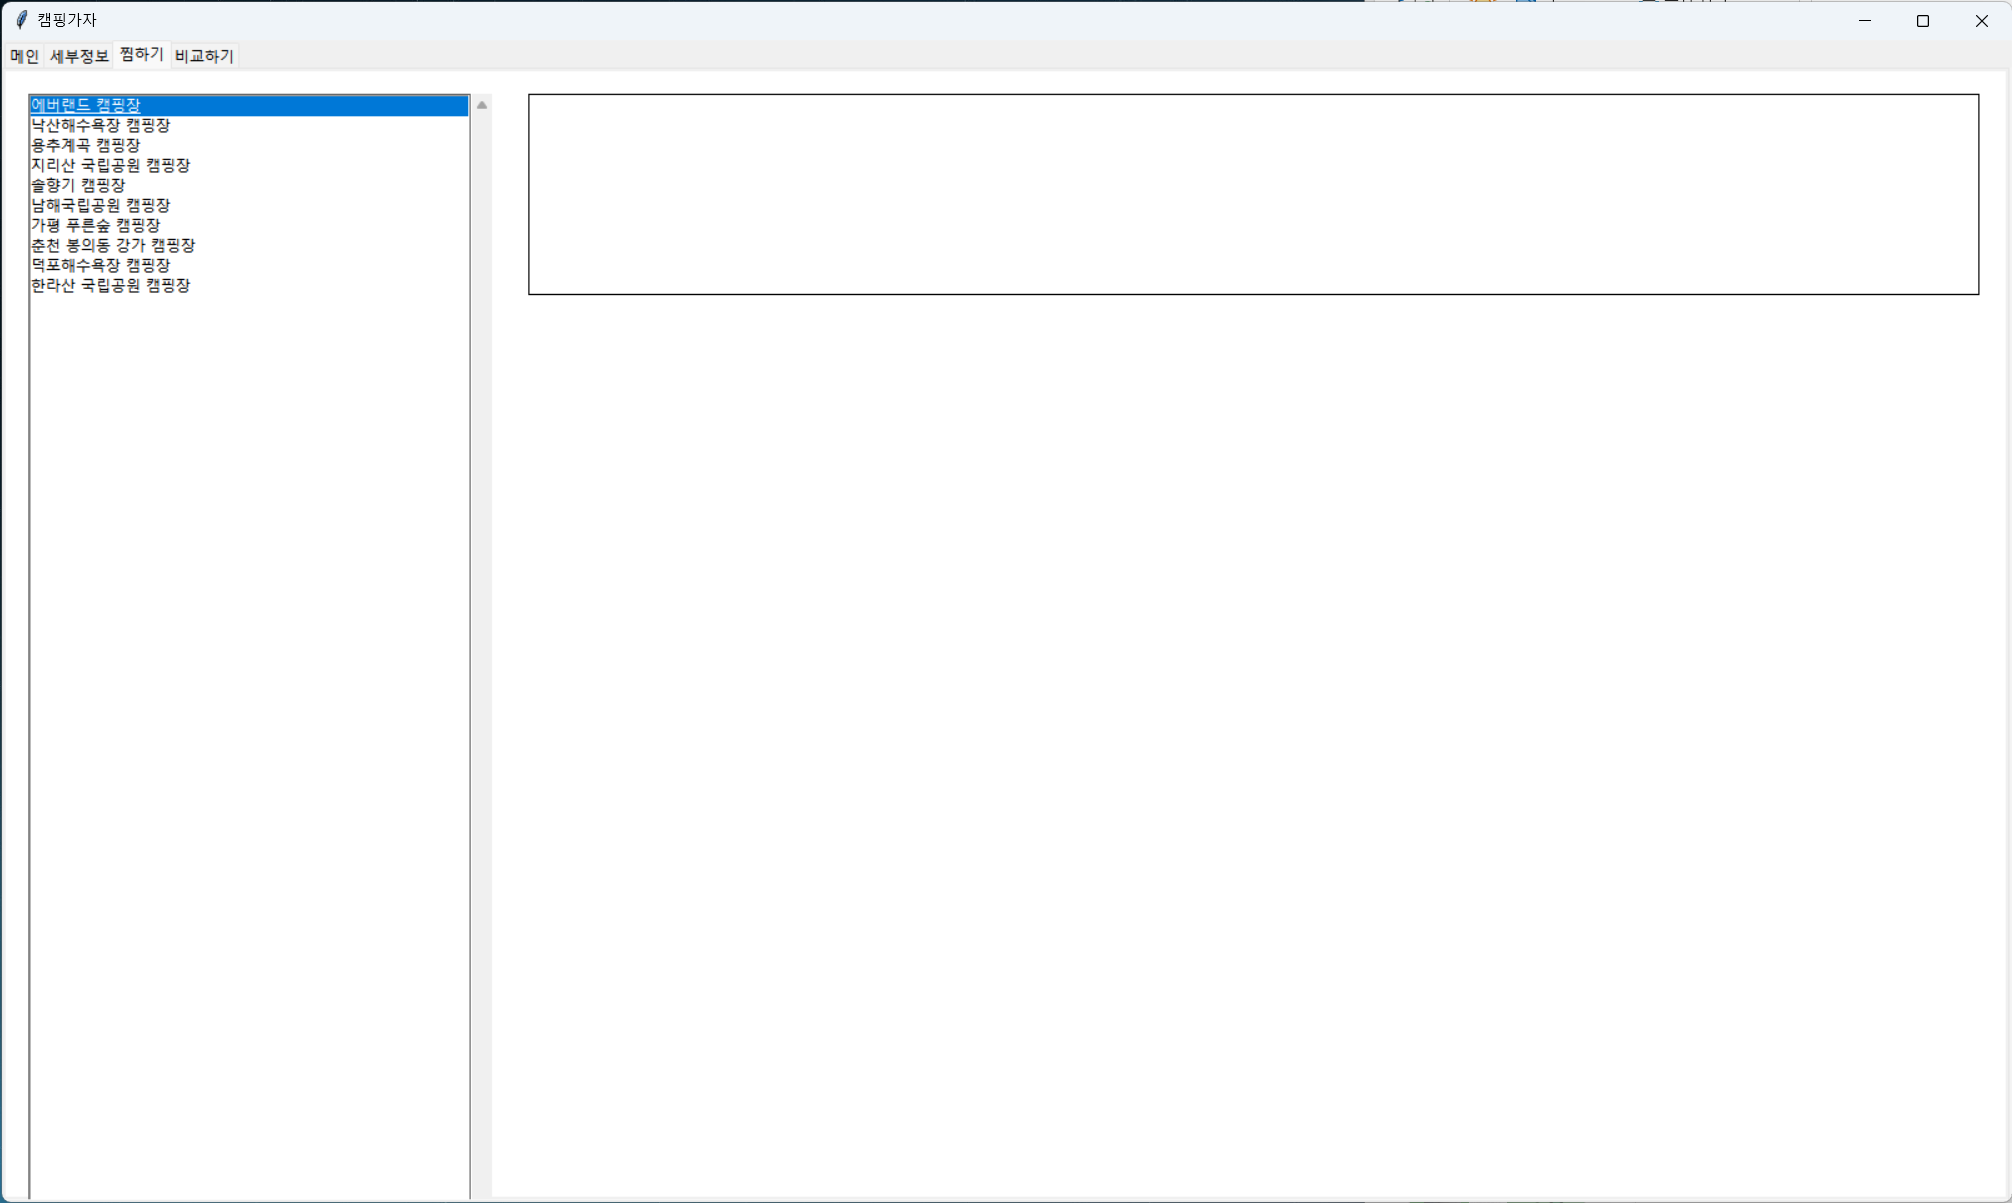 캠핑가자
메인 세부정보 찜하기 비교하기
에버랜드 캠핑장
낙산해수욕장 캠핑장
용추계곡 캠핑장
지리산 국립공원 캠핑장
솔향기 캠핑장
남해국립공원 캠핑장
가평 푸른숲 캠핑장
춘천 봉의동 강가 캠핑장
덕포해수욕장 캠핑장
한라산 국립공원 캠핑장